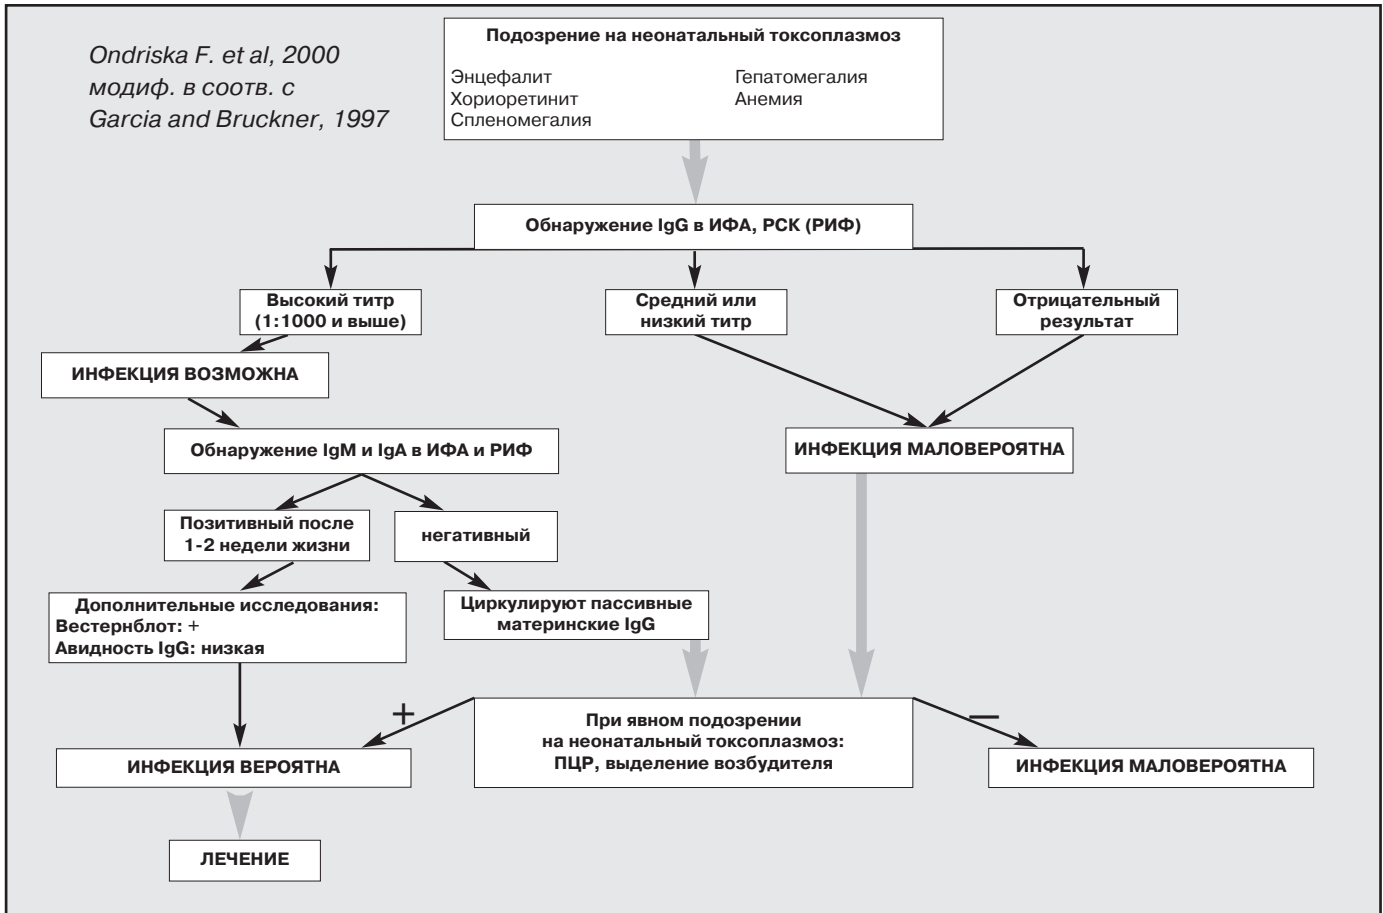 Ondriska F. et al, 2000
модиф. в соотв. с
Garcia and Bruckner, 1997
Подозрение на неонатальный токсоплазмоз
Энцефалит
Хориоретинит
Спленомегалия
Гепатомегалия
Анемия
Обнаружение IgG в ИФА, РСК (РИФ)
Высокий титр
(1:1000 и выше)
Средний или
низкий титр
Отрицательный
результат
ИНФЕКЦИЯ ВОЗМОЖНА
Обнаружение IgM и IgA в ИФА и РИФ
ИНФЕКЦИЯ МАЛОВЕРОЯТНА
Позитивный после
1-2 недели жизни
негативный
Дополнительные исследования:
Вестернблот: +
Авидность IgG: низкая
Циркулируют пассивные
материнские IgG
+
При явном подозрении
на неонатальный токсоплазмоз:
ПЦР, выделение возбудителя
—
ИНФЕКЦИЯ ВЕРОЯТНА
ИНФЕКЦИЯ МАЛОВЕРОЯТНА
ЛЕЧЕНИЕ